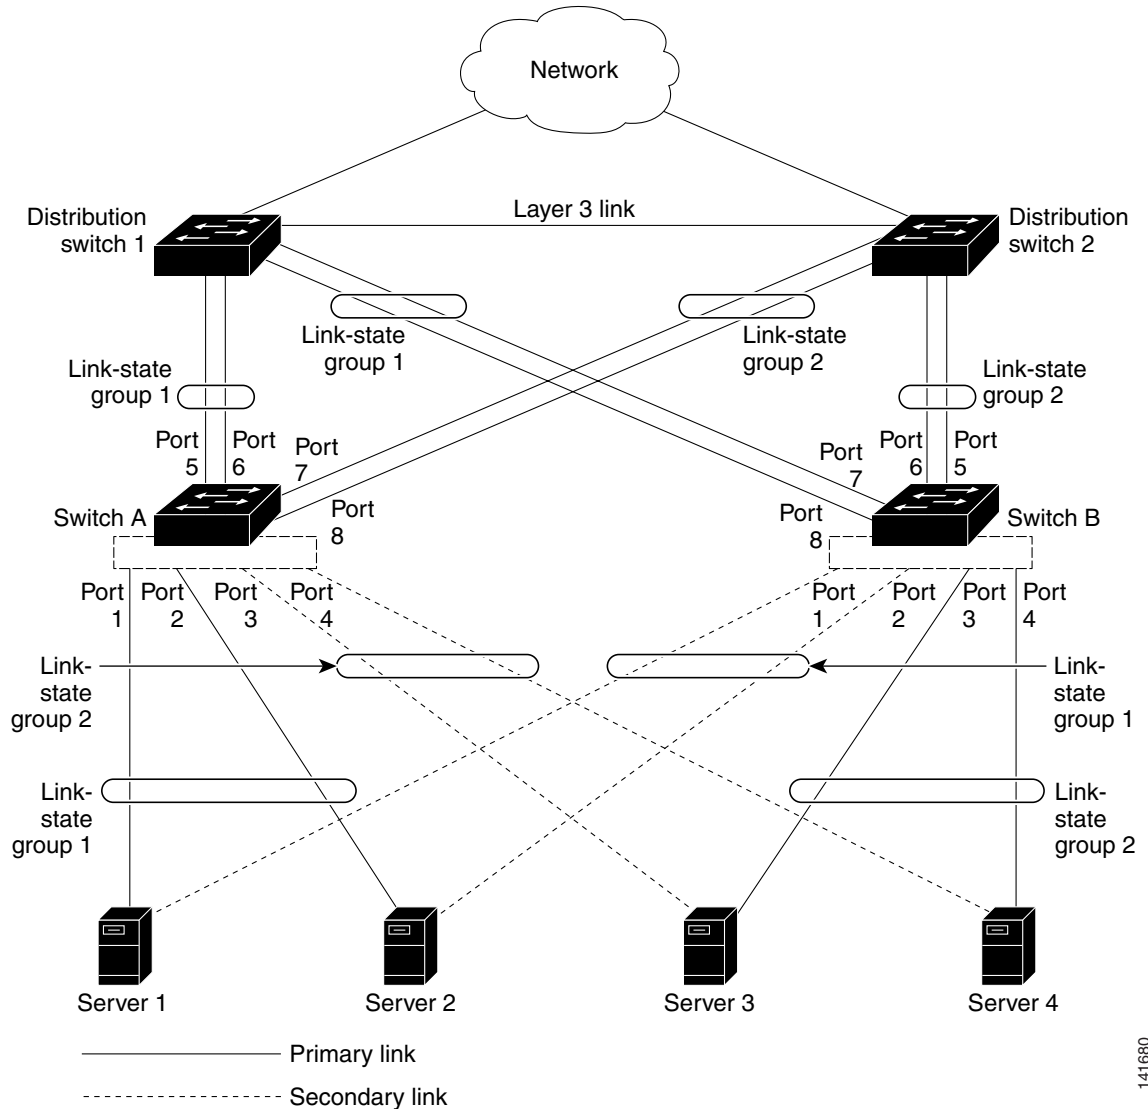 Network
Layer 3 link
Distribution
switch 1
Distribution
switch 2
Link-state
group 1
Link-state
group 2
Link-state
group 1
Link-state
group 2
Port
5
Port
6
Port
7
Port
8
Port
7
Port
6
Port
5
Port
8
Switch A
Switch B
Port
1
Port
2
Port
3
Port
4
Port
1
Port
2
Port
3
Port
4
Link-
state
group 2
Link-
state
group 1
Link-
state
group 1
Link-
state
group 2
Server 1
Server 2
Server 3
Server 4
Primary link
Secondary link
141680